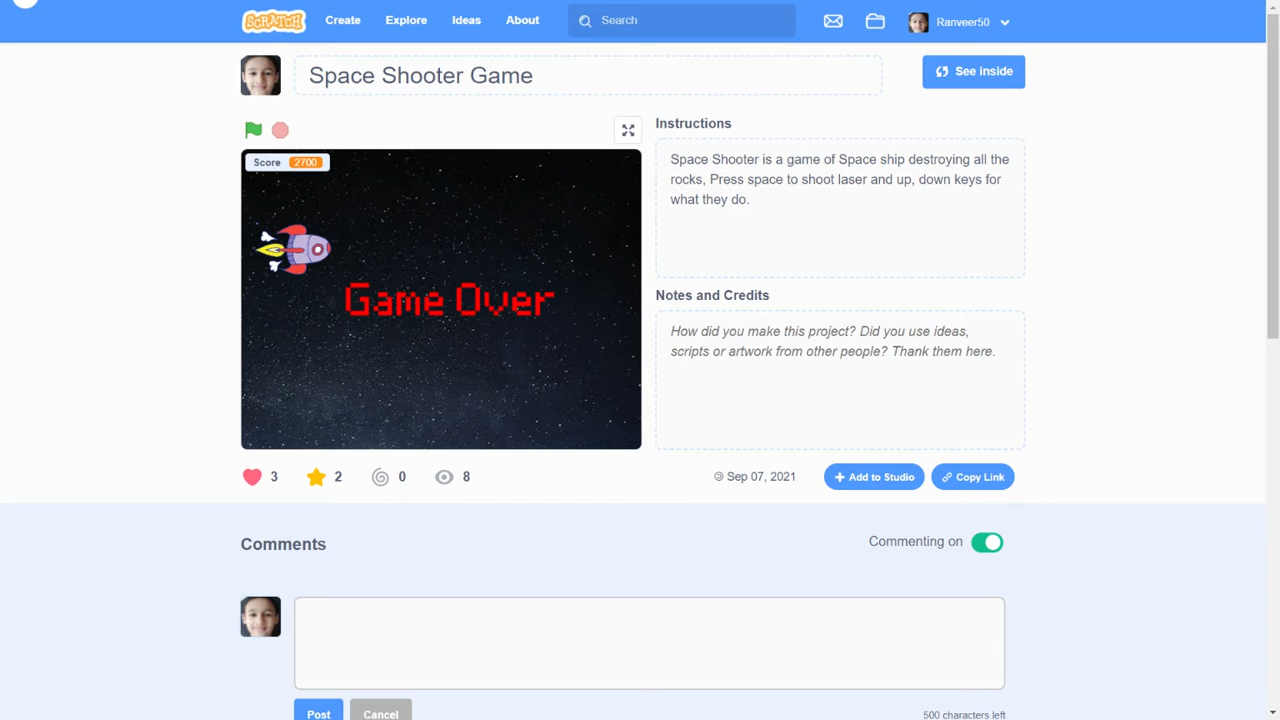 SCRATCH Create Explore Ideas About Search Ranveer50
Space Shooter Game
See inside
Instructions
Score 2700
Space Shooter is a game of Space ship destroying all the
rocks, Press space to shoot laser and up, down keys for
what they do.
Game Over
Notes and Credits
How did you make this project? Did you use ideas,
scripts or artwork from other people? Thank them here.
3 2 0 8
© Sep 07, 2021 Add to Studio Copy Link
Comments
Commenting on
Post Cancel 500 characters left